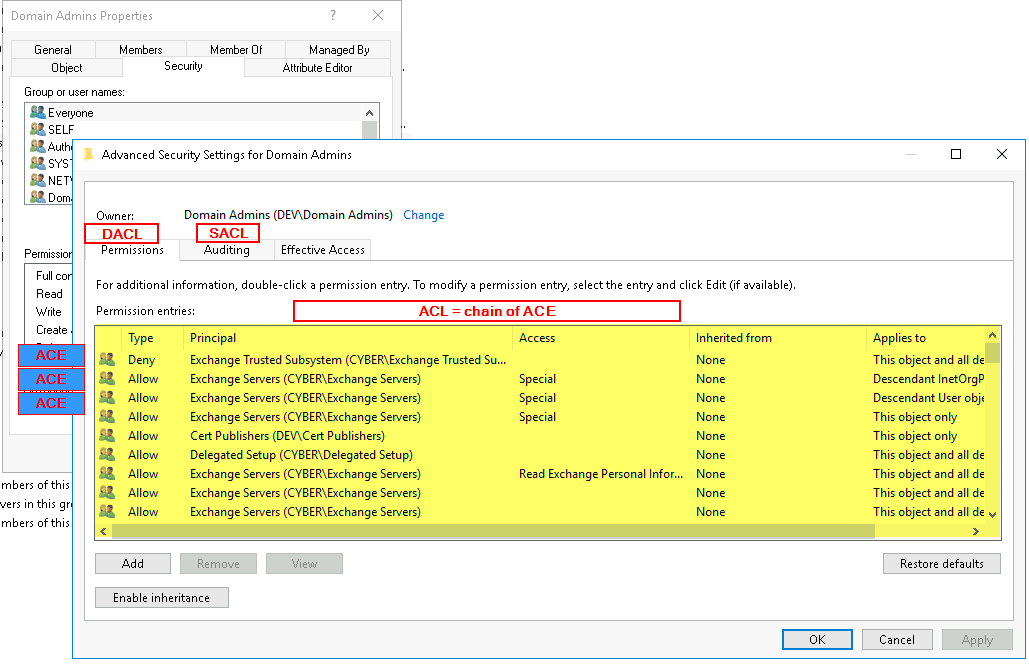 Domain Admins Properties ?
General Members Member Of Managed By
Object Security Attribute Editor
Group or user names:
Everyone
SELF
Advanced Security Settings for Domain Admins
Owner: Domain Admins (DEV\Domain Admins) Change
DACL SACL
Permissions Auditing Effective Access
Full
Read
Write
Create
For additional information, double-click a permission entry. To modify a permission entry, select the entry and click Edit (if available).
Permission entries: ACL = chain of ACE
Type Principal Access Inherited from Applies to
ACE
ACE
ACE
Deny Exchange Trusted Subsystem (CYBER\Exchange Trusted Su... None This object and all de
Allow Exchange Servers (CYBER\Exchange Servers) Special None Descendant InetOrgP
Allow Exchange Servers (CYBER\Exchange Servers) Special None Descendant User obje
Allow Exchange Servers (CYBER\Exchange Servers) Special None This object only
Allow Cert Publishers (DEV\Cert Publishers) None This object only
Allow Delegated Setup (CYBER\Delegated Setup) None This object and all de
Allow Exchange Servers (CYBER\Exchange Servers) Read Exchange Personal Infor... None This object and all de
Allow Exchange Servers (CYBER\Exchange Servers) None This object and all de
Allow Exchange Servers (CYBER\Exchange Servers) None This object and all de
mbers of this
vers in this gr
mbers of this
Add Remove View Restore defaults
Enable inheritance
OK Cancel Apply